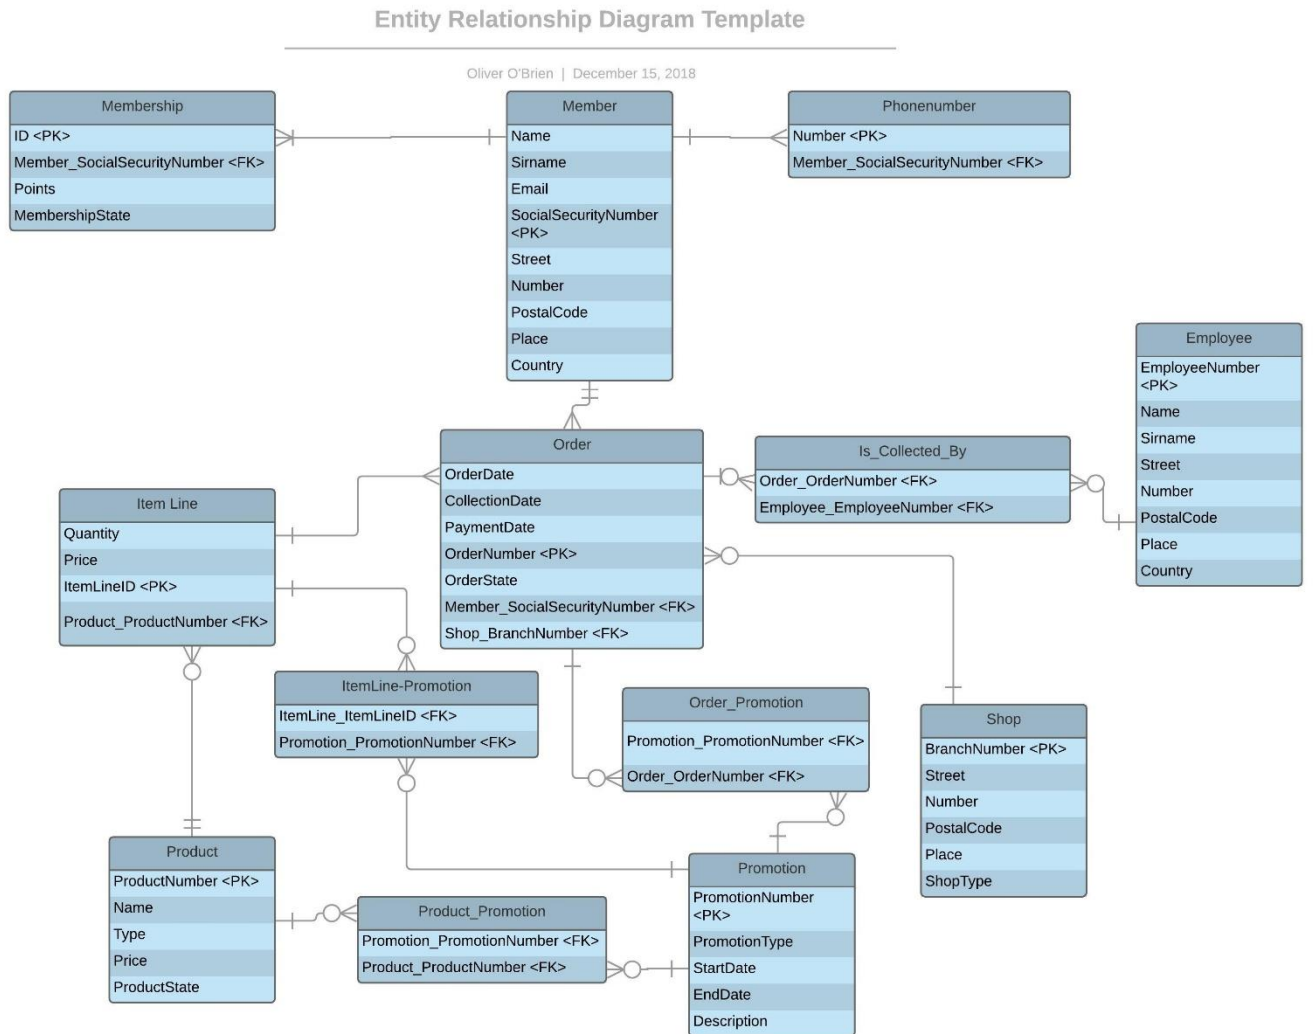 Entity Relationship Diagram Template
Oliver O'Brien | December 15, 2018
Membership
ID <PK>
Member_SocialSecurityNumber <FK>
Points
MembershipState
Member
Name
Sirname
Email
SocialSecurityNumber
<PK>
Street
Number
PostalCode
Place
Country
Phonenumber
Number <PK>
Member_SocialSecurityNumber <FK>
Employee
EmployeeNumber
<PK>
Name
Sirname
Street
Number
PostalCode
Place
Country
Order
OrderDate
CollectionDate
PaymentDate
OrderNumber <PK>
OrderState
Member_SocialSecurityNumber <FK>
Shop_BranchNumber <FK>
Is_Collected_By
Order_OrderNumber <FK>
Employee_EmployeeNumber <FK>
Item Line
Quantity
Price
ItemLineID <PK>
Product_ProductNumber <FK>
ItemLine-Promotion
ItemLine_ItemLineID <FK>
Promotion_PromotionNumber <FK>
Order_Promotion
Promotion_PromotionNumber <FK>
Order_OrderNumber <FK>
Shop
BranchNumber <PK>
Street
Number
PostalCode
Place
ShopType
Product
ProductNumber <PK>
Name
Type
Price
ProductState
Product_Promotion
Promotion_PromotionNumber <FK>
Product_ProductNumber <FK>
Promotion
PromotionNumber
<PK>
PromotionType
StartDate
EndDate
Description